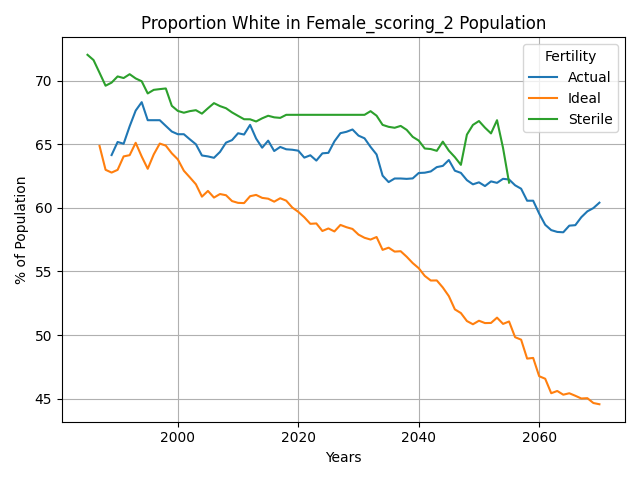 Proportion White in Female_scoring_2 Population
Fertility
Actual
Ideal
Sterile
% of Population
70
65
60
55
50
45
2000
2020
2040
2060
Years